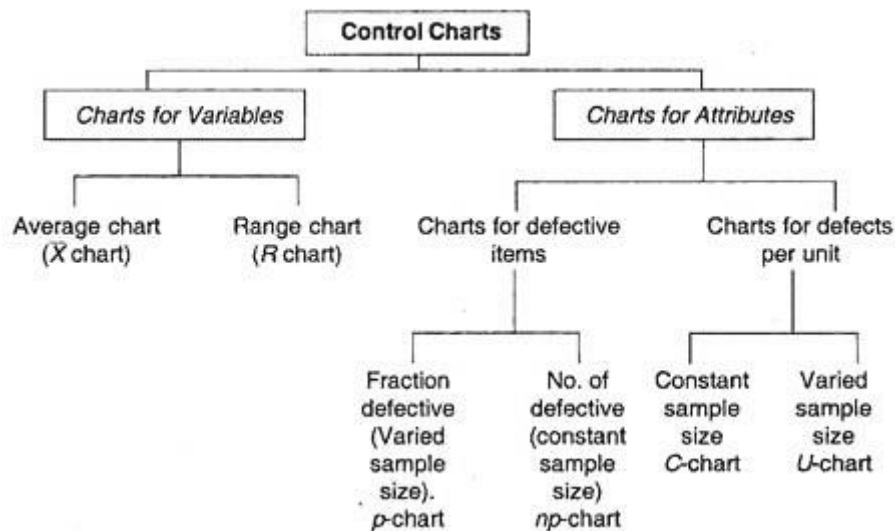 Control Charts
Charts for Variables
Charts for Attributes
Average chart
(X̄ chart)
Range chart
(R chart)
Charts for defective
items
Charts for defects
per unit
Fraction
defective
(Varied
sample
size).
p-chart
No. of
defective
(constant
sample
size)
np-chart
Constant
sample
size
C-chart
Varied
sample
size
U-chart